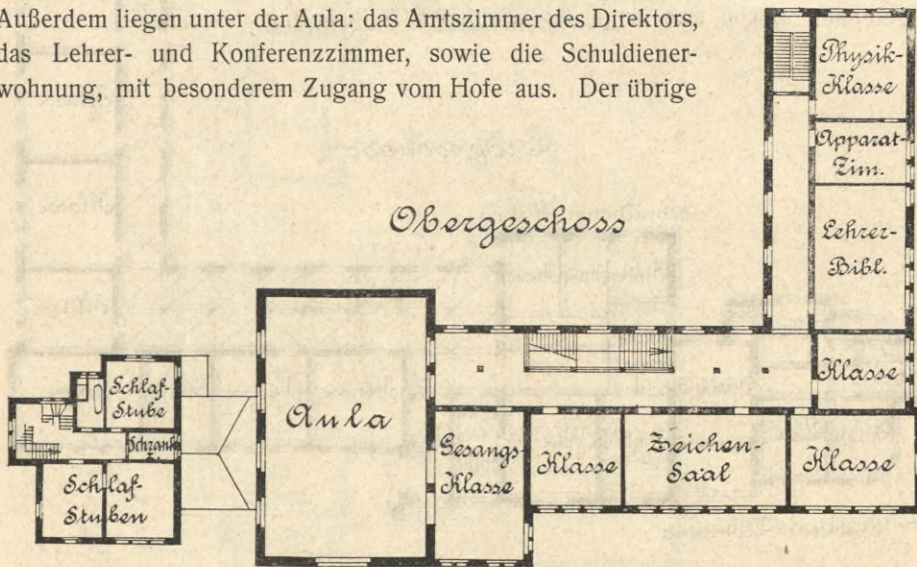 Außerdem liegen unter der Aula: das Amtszimmer des Direktors,
das Lehrer- und Konferenzzimmer, sowie die Schuldiener-
wohnung, mit besonderem Zugang vom Hofe aus. Der übrige
Physik-
Klasse
Apparat-
Zim.
Obergeschoss
Lehrer-
Bibl.
Schlaf-
Stube
Aula
Klasse
Schrank
Gesangs-
Klasse
Klasse
Zeichen-
Saal
Klasse
Schlaf-
Stuben